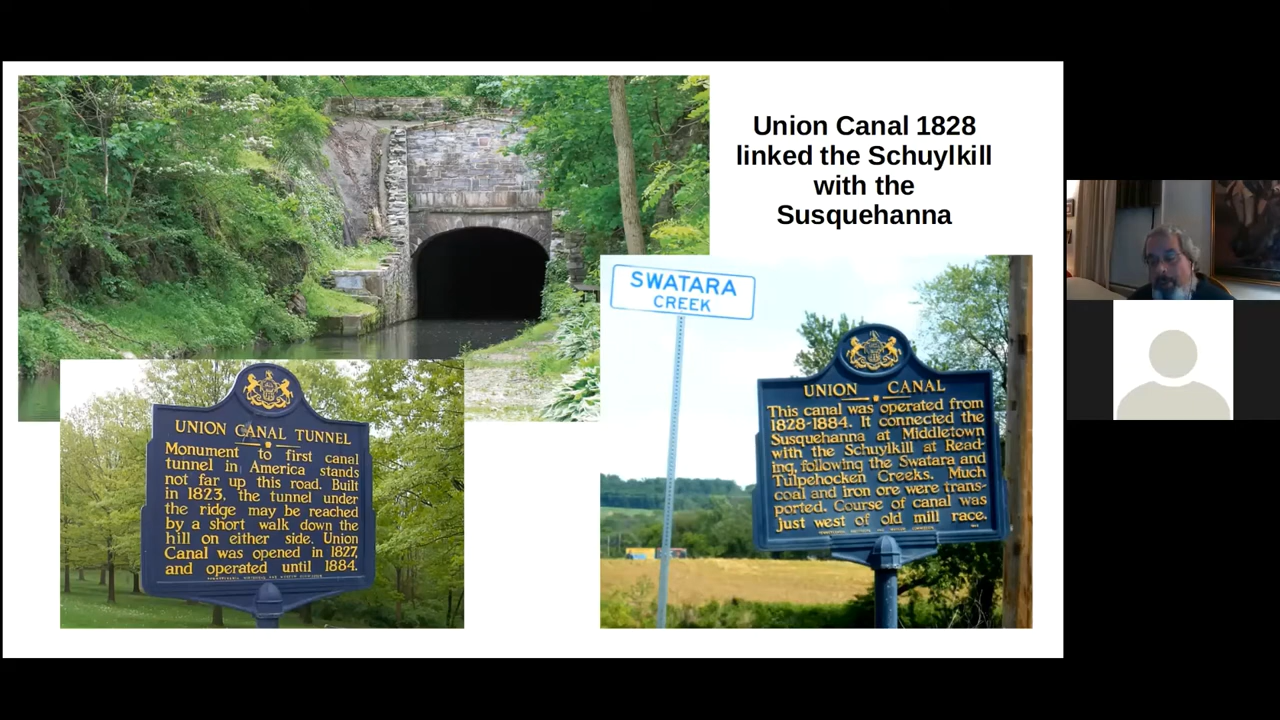 Union Canal 1828
linked the Schuylkill
with the
Susquehanna
SWATARA
CREEK
UNION CANAL
This canal was operated from
1828-1884. It connected the
Susquehanna at Middletown
with the Schuylkill at Read-
ing, following the Swatara and
Tulpehocken Creeks. Much
coal and iron ore were trans-
ported. Course of canal was
just west of old mill race.
UNION CANAL TUNNEL
Monument to first canal
tunnel in America stands
not far up this road. Built
in 1823, the tunnel under
the ridge may be reached
by a short walk down the
hill on either side. Union
Canal was opened in 1827,
and operated until 1884.
PENNSYLVANIA HISTORICAL AND MUSEUM COMMISSION